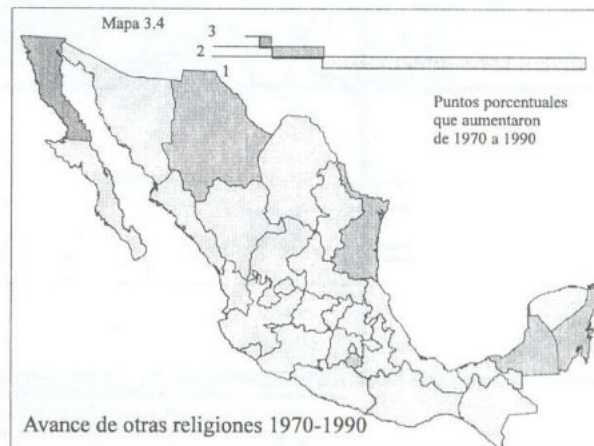 Mapa 3.4
3
2
1
Puntos porcentuales
que aumentaron
de 1970 a 1990
Avance de otras religiones 1970-1990